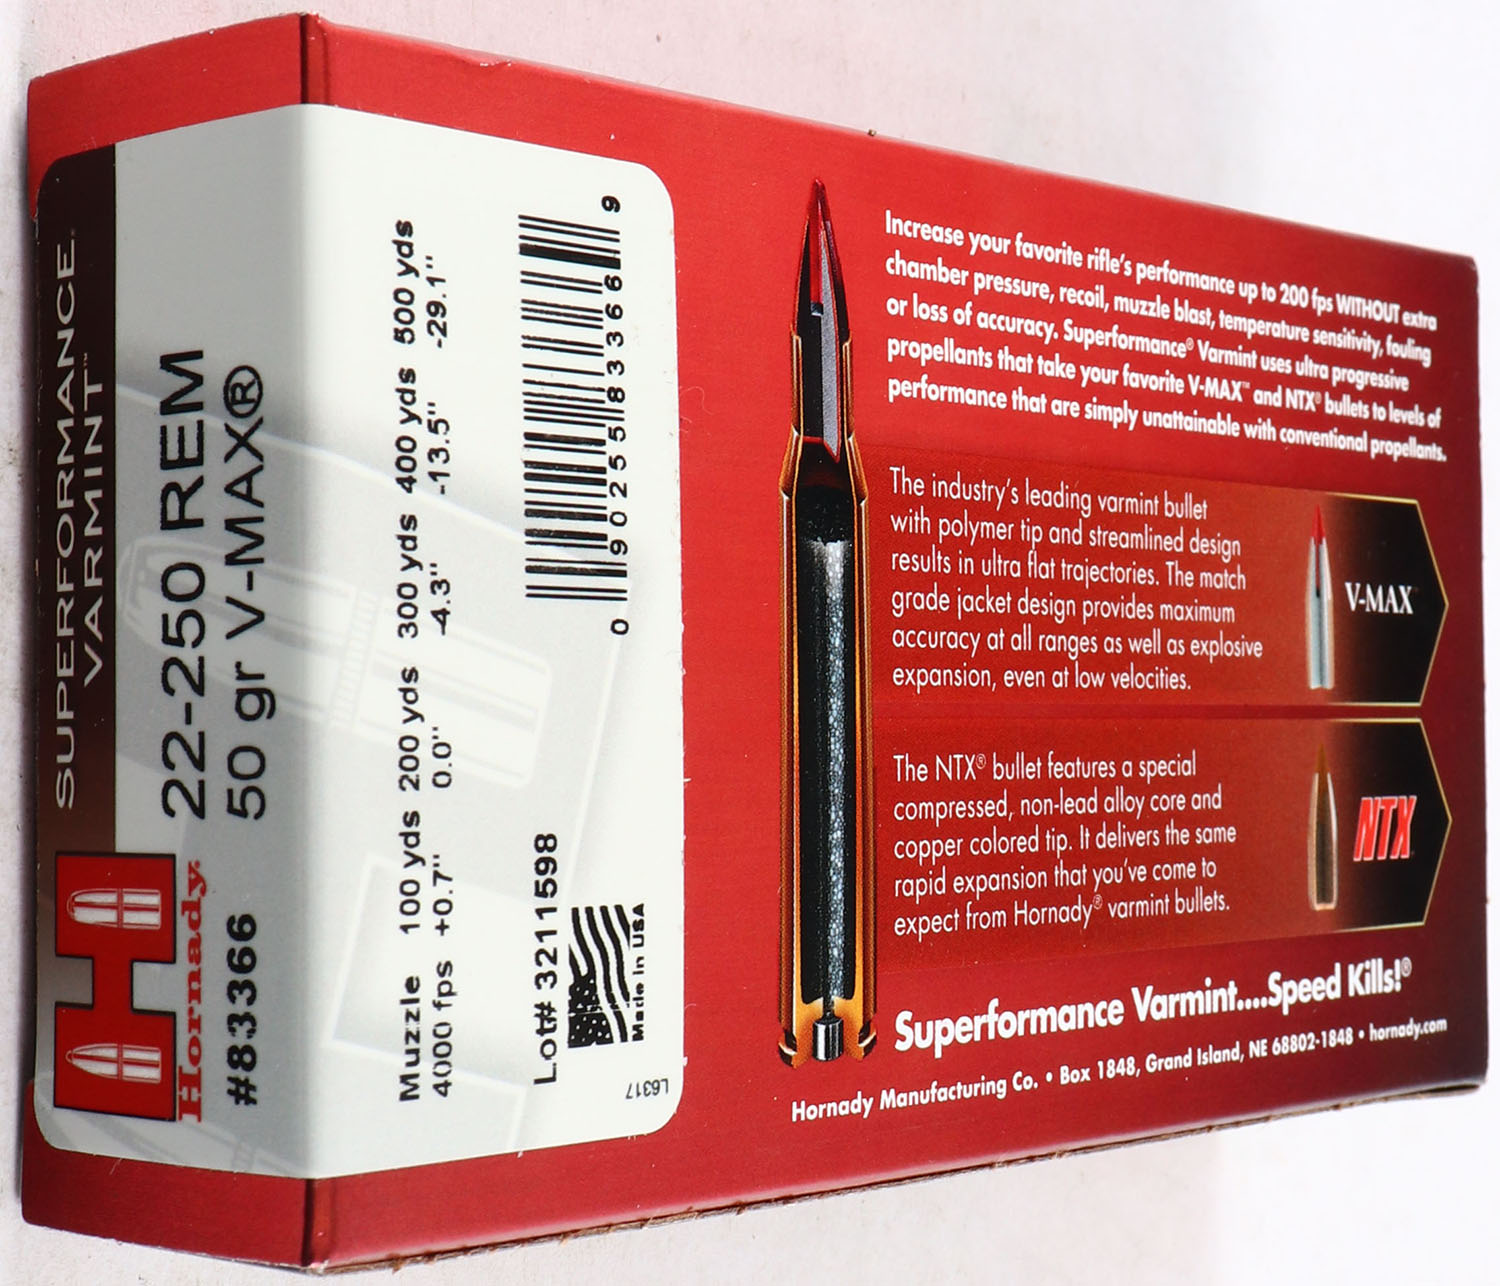 SUPERFORMANCE
VARMINT™
Hornady
22-250 REM
50 gr V-MAX®
#83366
Muzzle 100 yds 200 yds 300 yds 400 yds 500 yds
4000 fps +0.7" 0.0" -4.3" -13.5" -29.1"
Lot# 3211598
Made in USA
0 90255 83366 9
L6317
Increase your favorite rifle's performance up to 200 fps WITHOUT extra
chamber pressure, recoil, muzzle blast, temperature sensitivity, fouling
or loss of accuracy. Superformance® Varmint uses ultra progressive
propellants that take your favorite V-MAX™ and NTX® bullets to levels of
performance that are simply unattainable with conventional propellants.
The industry's leading varmint bullet
with polymer tip and streamlined design
results in ultra flat trajectories. The match
grade jacket design provides maximum
accuracy at all ranges as well as explosive
expansion, even at low velocities.
V-MAX™
The NTX® bullet features a special
compressed, non-lead alloy core and
copper colored tip. It delivers the same
rapid expansion that you've come to
expect from Hornady® varmint bullets.
NTX
Superformance Varmint....Speed Kills!®
Hornady Manufacturing Co. • Box 1848, Grand Island, NE 68802-1848 • hornady.com